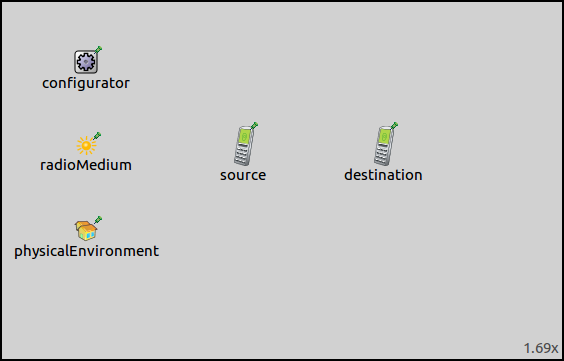 configurator
radioMedium
source
destination
physicalEnvironment
1.69x